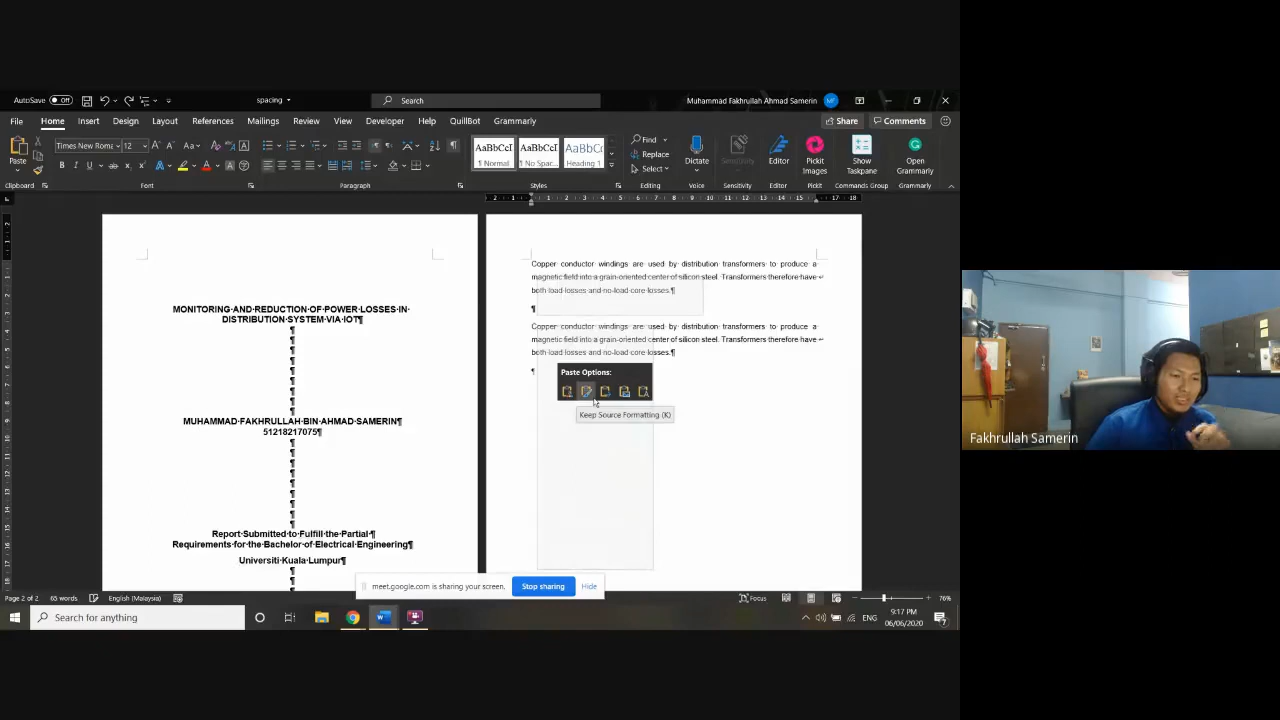 AutoSave Off
spacing
Search
Muhammad Fakhrullah Ahmad Samerin MF
File Home Insert Design Layout References Mailings Review View Developer Help QuillBot Grammarly Share Comments
Times New Roma 12
Paste
AaBbCcI AaBbCcI AaBbCc
¶ Normal ¶ No Spac... Heading 1
Find
Replace
Select
Dictate
Sensitivity
Editor
Pickit Images
Show Taskpane
Open Grammarly
Clipboard Font Paragraph Styles Editing Voice Sensitivity Editor Pickit Commands Group Grammarly
MONITORING·AND·REDUCTION·OF·POWER·LOSSES·IN·
DISTRIBUTION·SYSTEM·VIA·IOT¶
MUHAMMAD·FAKHRULLAH·BIN·AHMAD·SAMERIN¶
51218217075¶
Report·Submitted·to·Fulfill·the·Partial·¶
Requirements·for·the·Bachelor·of·Electrical·Engineering¶
Universiti·Kuala·Lumpur¶
Copper conductor windings are used by distribution transformers to produce a
magnetic field into a grain-oriented center of silicon steel. Transformers therefore have
both load losses and no-load core losses.¶
¶
Copper conductor windings are used by distribution transformers to produce a
magnetic field into a grain-oriented center of silicon steel. Transformers therefore have
both load losses and no-load core losses.¶
¶
Paste Options:
Keep Source Formatting (K)
meet.google.com is sharing your screen. Stop sharing Hide
Page 2 of 2 65 words English (Malaysia) Focus 76%
Search for anything
ENG
9:17 PM
06/06/2020
Fakhrullah Samerin